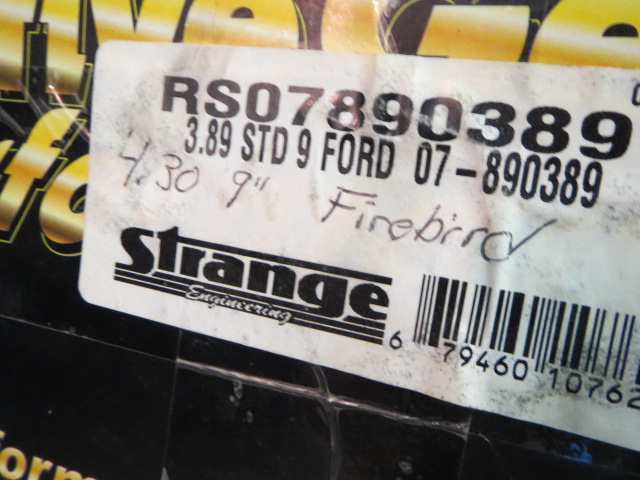 RS07890389
3.89 STD 9 FORD 07-890389
4.30 9" Firebird
Strange
Engineering
6 79460 10762